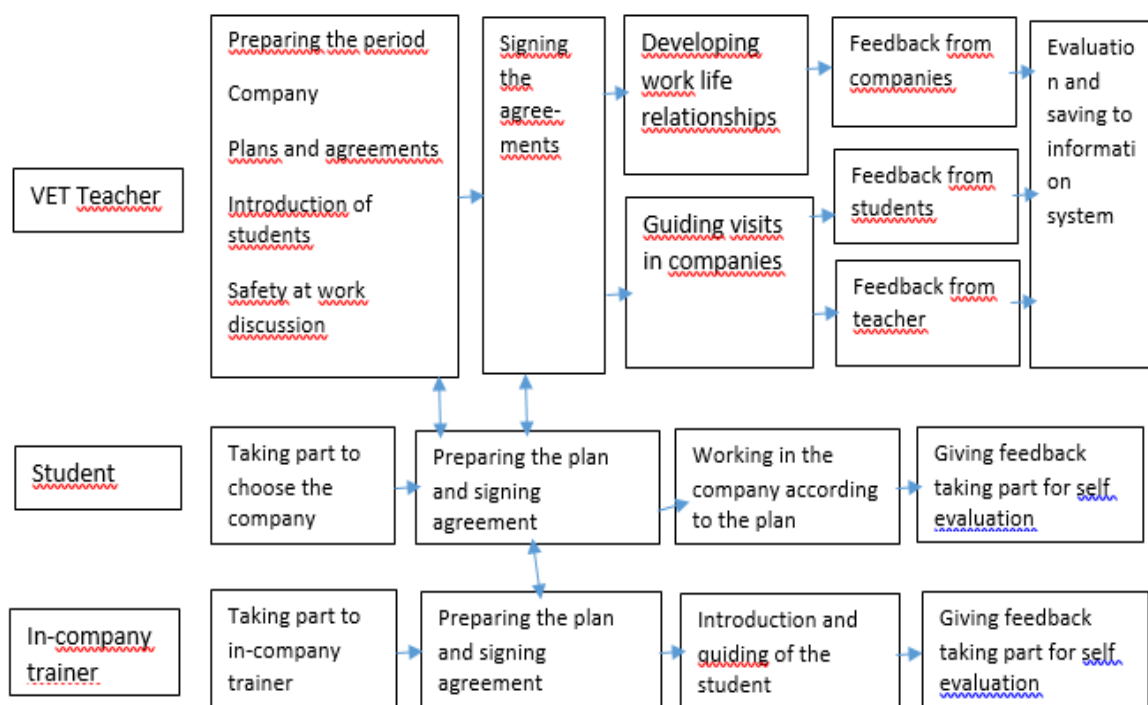 VET Teacher
Preparing the period
Company
Plans and agreements
Introduction of
students
Safety at work
discussion
Signing
the
agree-
ments
Developing
work life
relationships
Guiding visits
in companies
Feedback from
companies
Feedback from
students
Feedback from
teacher
Evaluatio
n and
saving to
informati
on
system
Student
Taking part to
choose the
company
Preparing the plan
and signing
agreement
Working in the
company according
to the plan
Giving feedback
taking part for self
evaluation
In-company
trainer
Taking part to
in-company
trainer
Preparing the plan
and signing
agreement
Introduction and
quiding of the
student
Giving feedback
taking part for self
evaluation